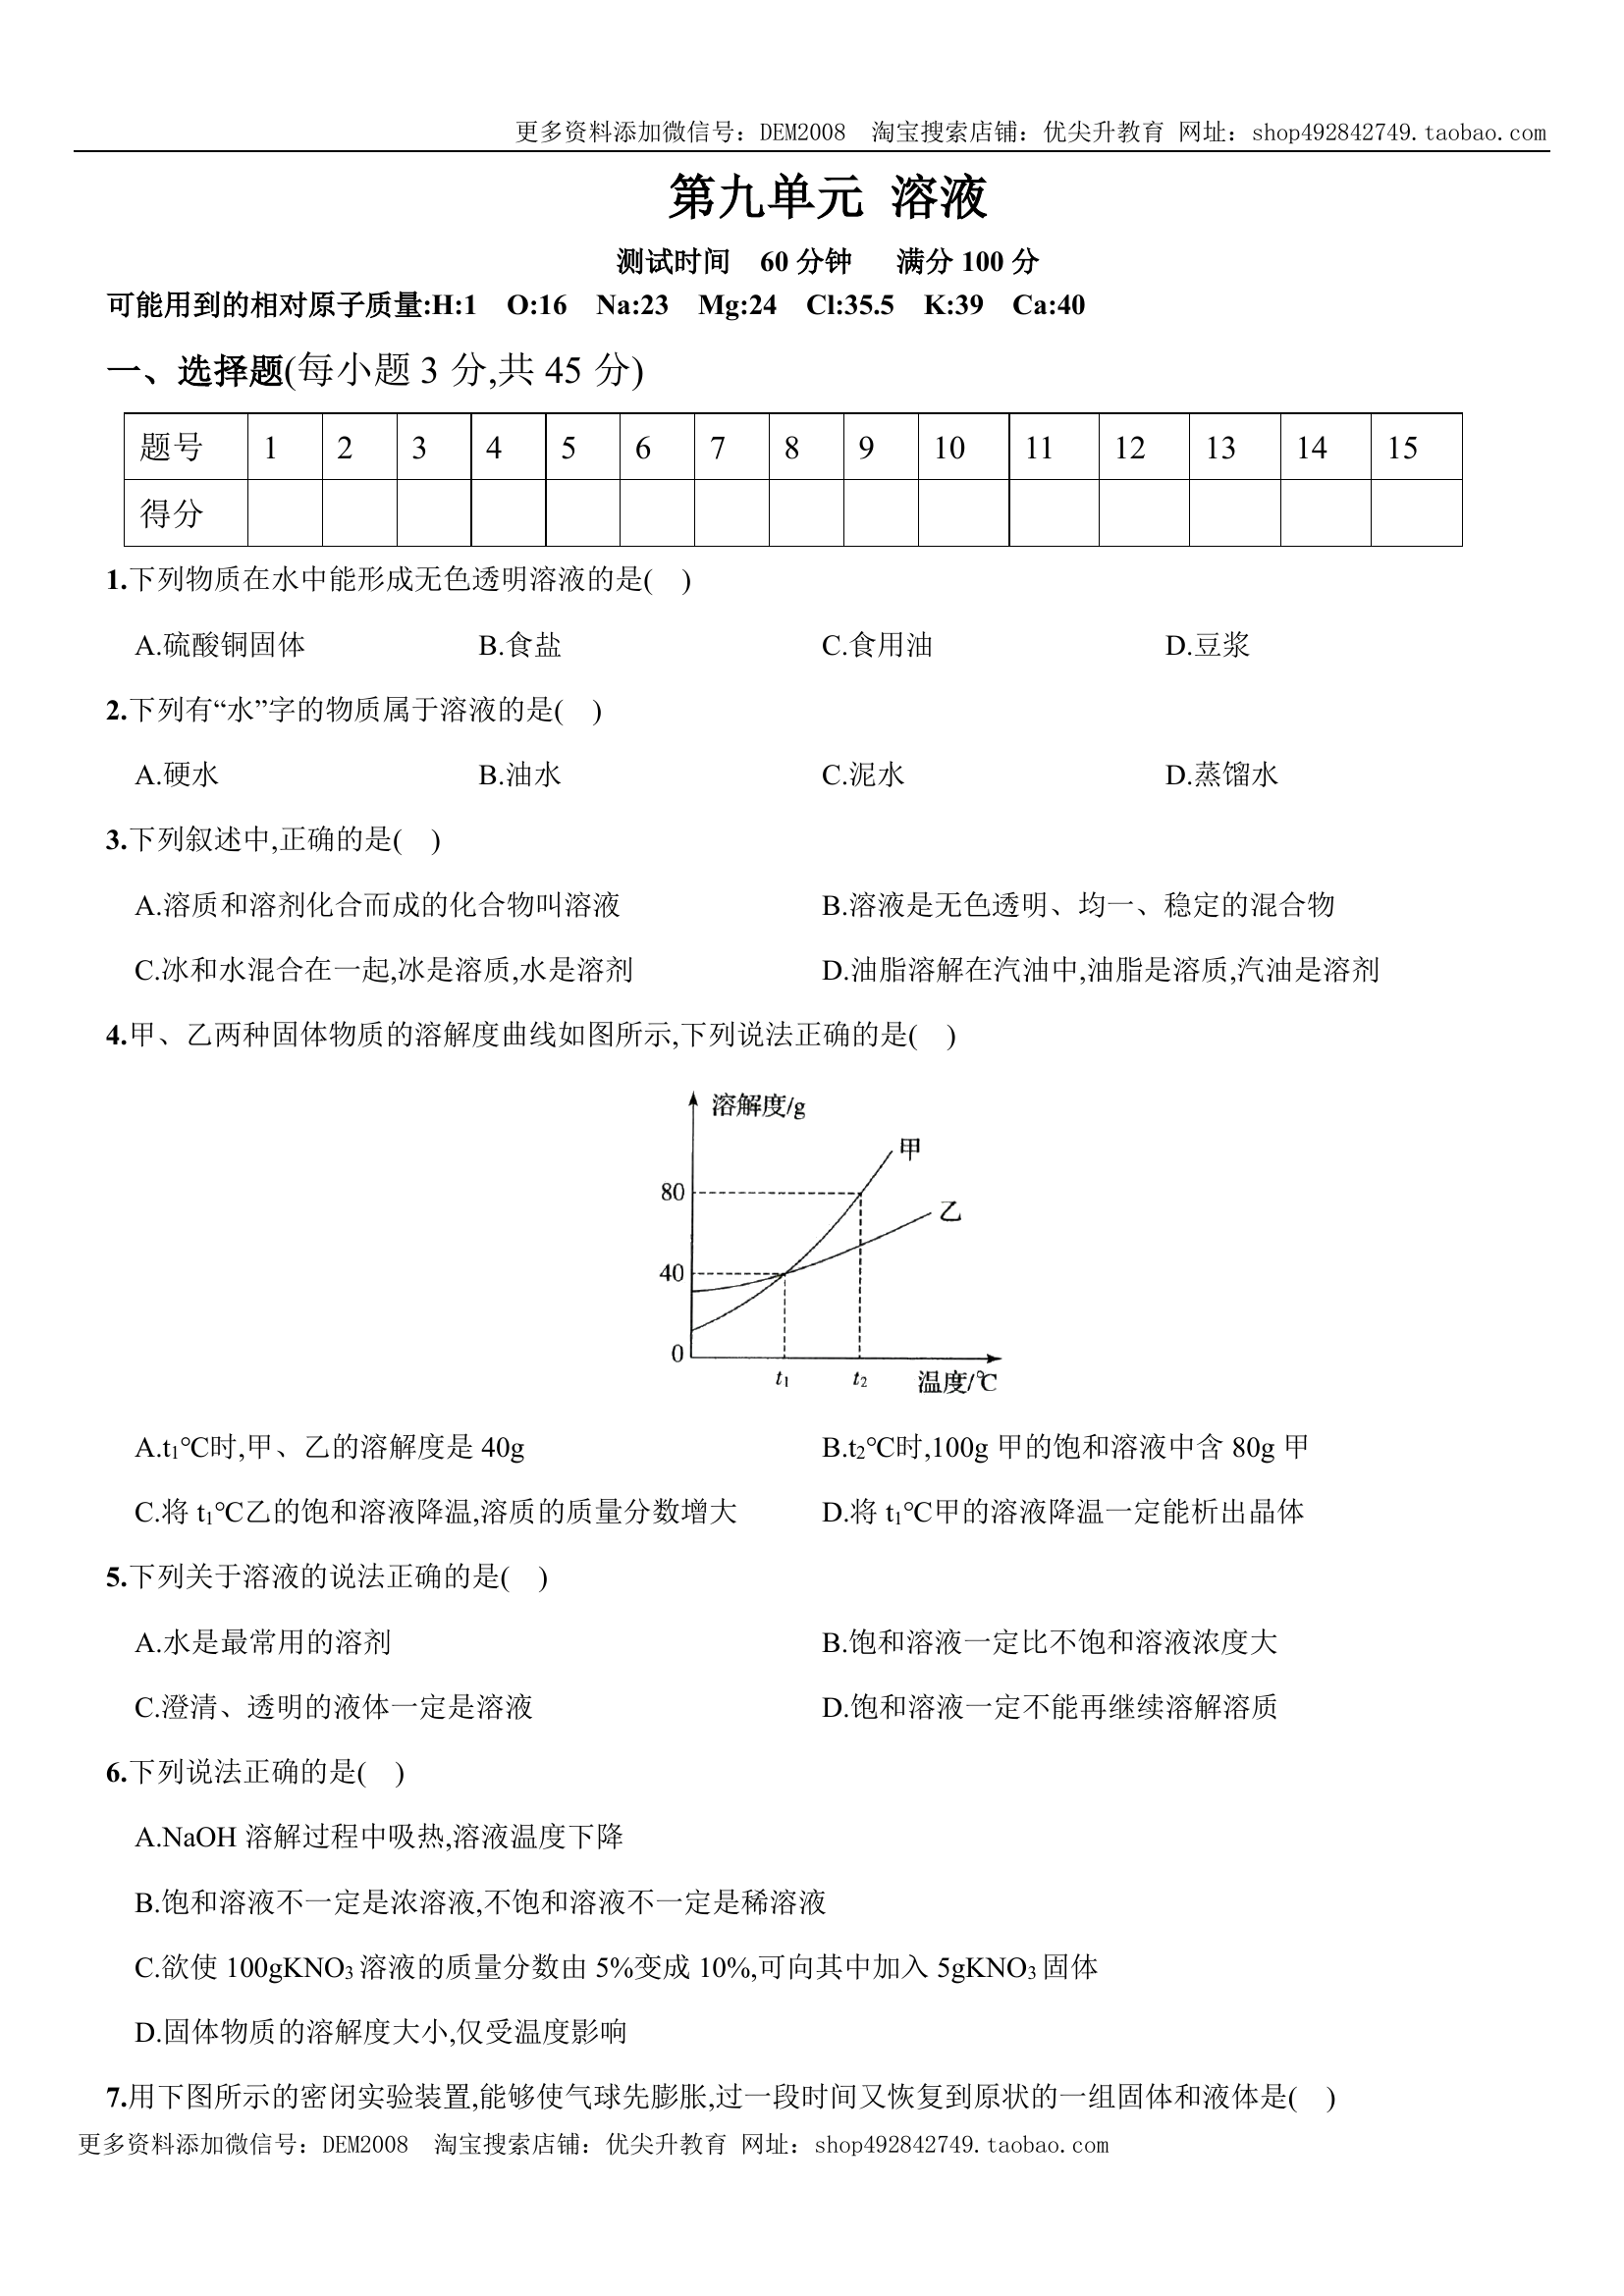 更多资料添加微信号：DEM2008 淘宝搜索店铺：优尖升教育 网址：shop492842749.taobao.com
第九单元 溶液
测试时间 60 分钟 满分 100 分
可能用到的相对原子质量:H:1 O:16 Na:23 Mg:24 Cl:35.5 K:39 Ca:40
一、选择题(每小题 3 分,共 45 分)
题号 1 2 3 4 5 6 7 8 9 10 11 12 13 14 15
得分
1.下列物质在水中能形成无色透明溶液的是( )
A.硫酸铜固体 B.食盐 C.食用油 D.豆浆
2.下列有“水”字的物质属于溶液的是( )
A.硬水 B.油水 C.泥水 D.蒸馏水
3.下列叙述中,正确的是( )
A.溶质和溶剂化合而成的化合物叫溶液 B.溶液是无色透明、均一、稳定的混合物
C.冰和水混合在一起,冰是溶质,水是溶剂 D.油脂溶解在汽油中,油脂是溶质,汽油是溶剂
4.甲、乙两种固体物质的溶解度曲线如图所示,下列说法正确的是( )
溶解度/g
甲
80
乙
40
0
t₁ t₂ 温度/℃
A.t₁℃时,甲、乙的溶解度是 40g B.t₂℃时,100g 甲的饱和溶液中含 80g 甲
C.将 t₁℃乙的饱和溶液降温,溶质的质量分数增大 D.将 t₁℃甲的溶液降温一定能析出晶体
5.下列关于溶液的说法正确的是( )
A.水是最常用的溶剂 B.饱和溶液一定比不饱和溶液浓度大
C.澄清、透明的液体一定是溶液 D.饱和溶液一定不能再继续溶解溶质
6.下列说法正确的是( )
A.NaOH 溶解过程中吸热,溶液温度下降
B.饱和溶液不一定是浓溶液,不饱和溶液不一定是稀溶液
C.欲使 100gKNO₃溶液的质量分数由 5%变成 10%,可向其中加入 5gKNO₃固体
D.固体物质的溶解度大小,仅受温度影响
7.用下图所示的密闭实验装置,能够使气球先膨胀,过一段时间又恢复到原状的一组固体和液体是( )
更多资料添加微信号：DEM2008 淘宝搜索店铺：优尖升教育 网址：shop492842749.taobao.com